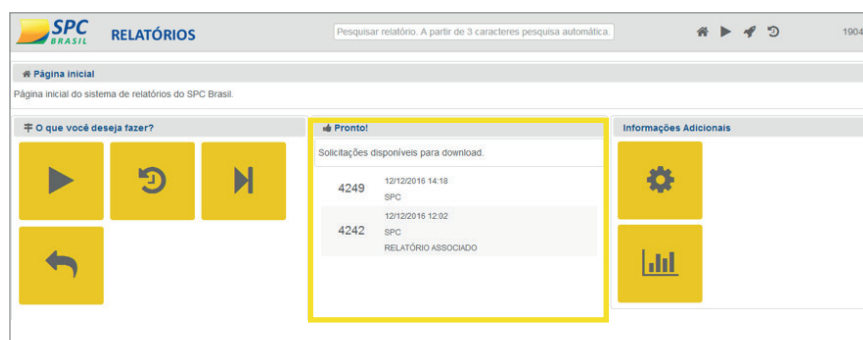 SPC
BRASIL
RELATÓRIOS
Pesquisar relatório. A partir de 3 caracteres pesquisa automática.
1904
Página inicial
Página inicial do sistema de relatórios do SPC Brasil.
O que você deseja fazer?
Pronto!
Solicitações disponíveis para download.
4249
12/12/2016 14:18
SPC
4242
12/12/2016 12:02
SPC
RELATÓRIO ASSOCIADO
Informações Adicionais